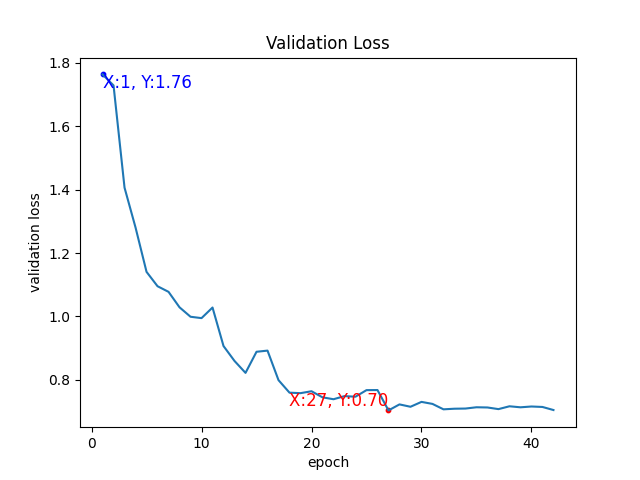 Validation Loss
1.8
1.6
1.4
1.2
1.0
0.8
validation loss
X:1, Y:1.76
X:27, Y:0.70
0
10
20
30
40
epoch